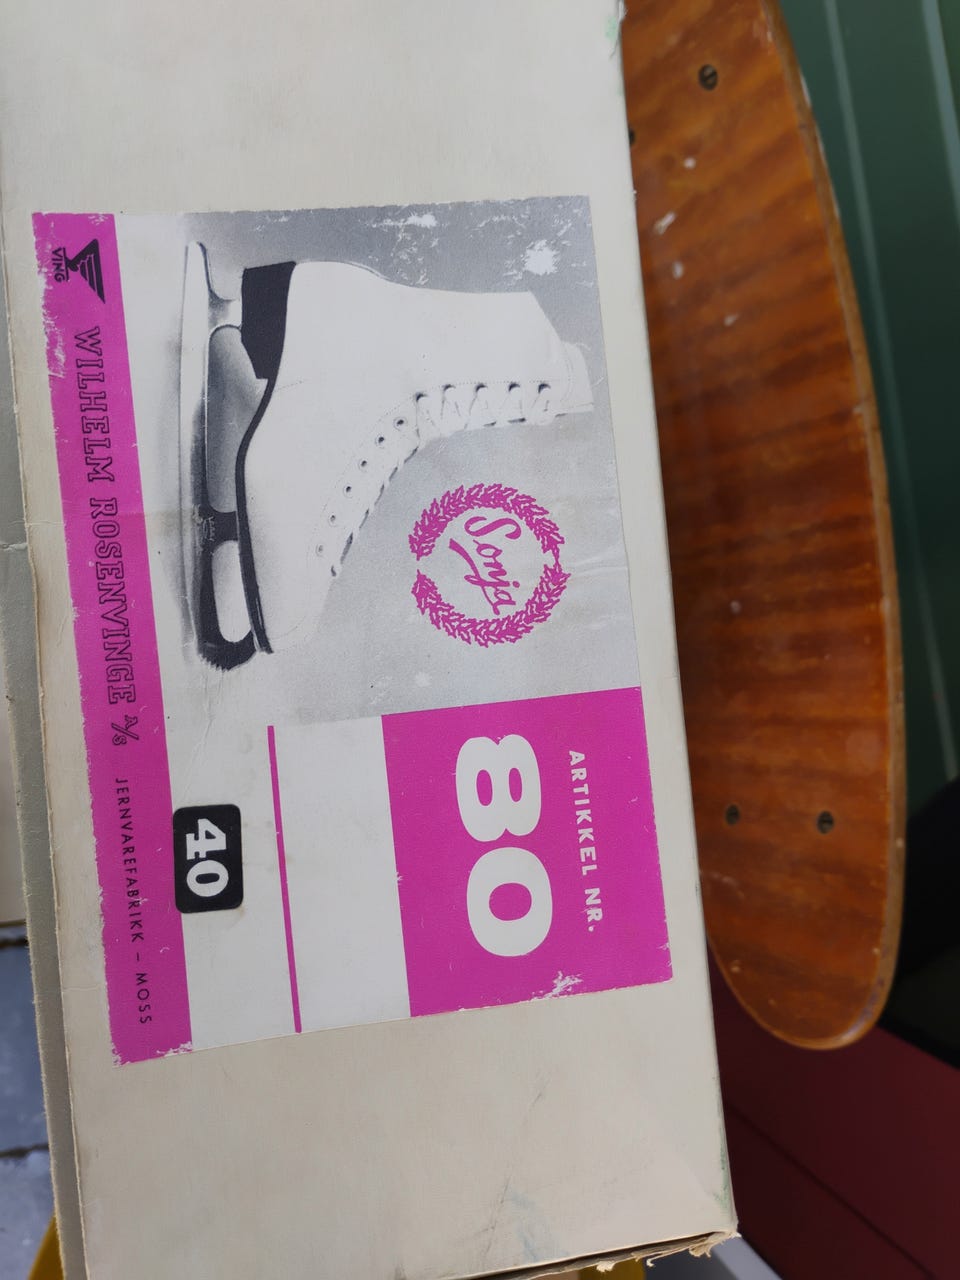 Sonja
ARTIKKEL NR.
80
40
VING
WILHELM ROSENVINGE A/S JERNVAREFABRIKK – MOSS